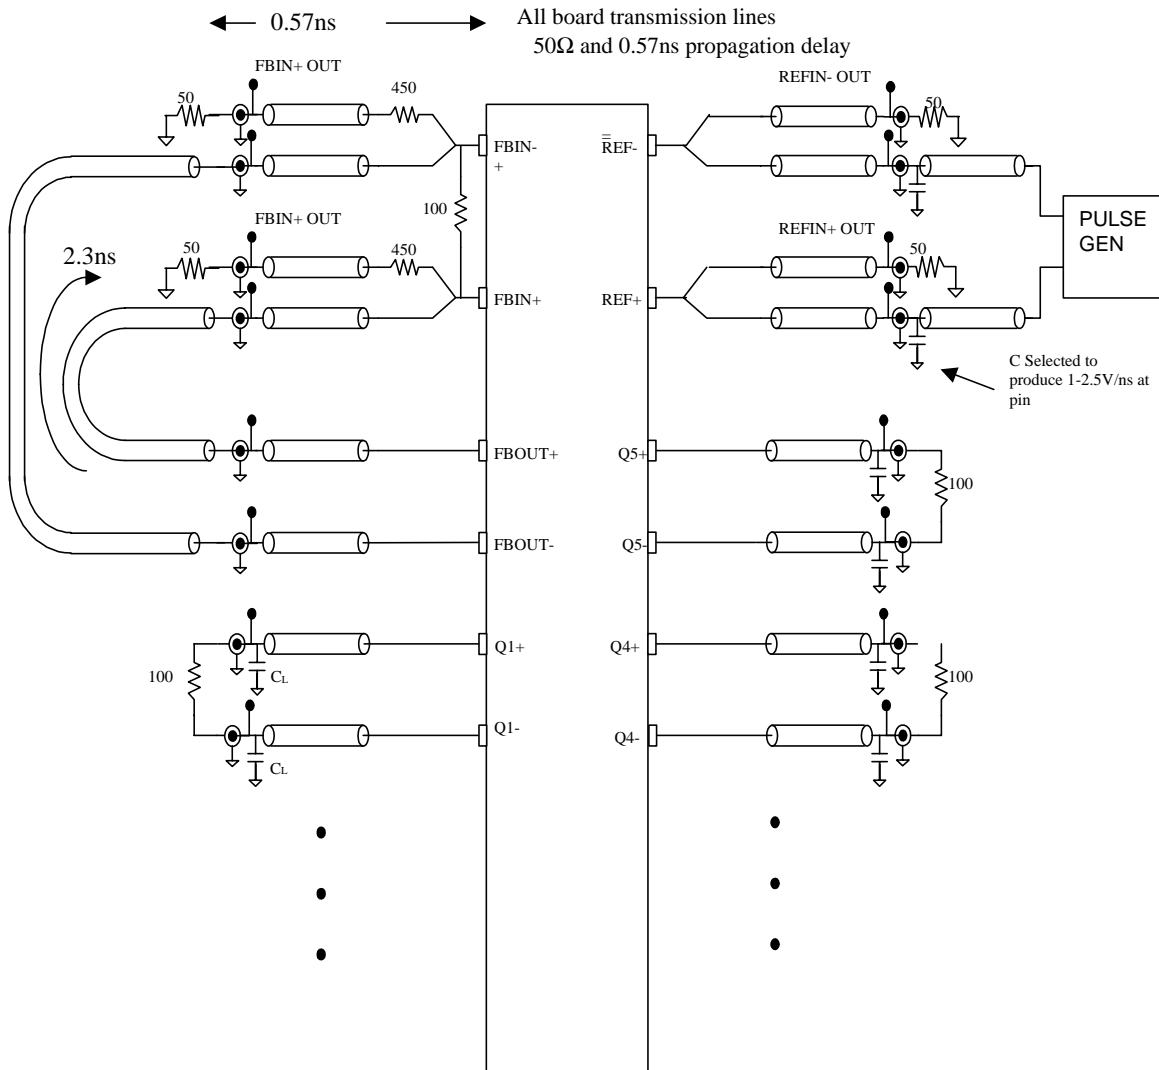 0.57ns
All board transmission lines
50Ω and 0.57ns propagation delay
FBIN+ OUT
50
450
REFIN- OUT
50
FBIN-
+
REF-
100
FBIN+ OUT
50
450
REFIN+ OUT
50
PULSE
GEN
2.3ns
FBIN+
REF+
C Selected to
produce 1-2.5V/ns at
pin
FBOUT+
Q5+
100
FBOUT-
Q5-
Q1+
Q4+
100
CL
100
Q1-
Q4-
CL